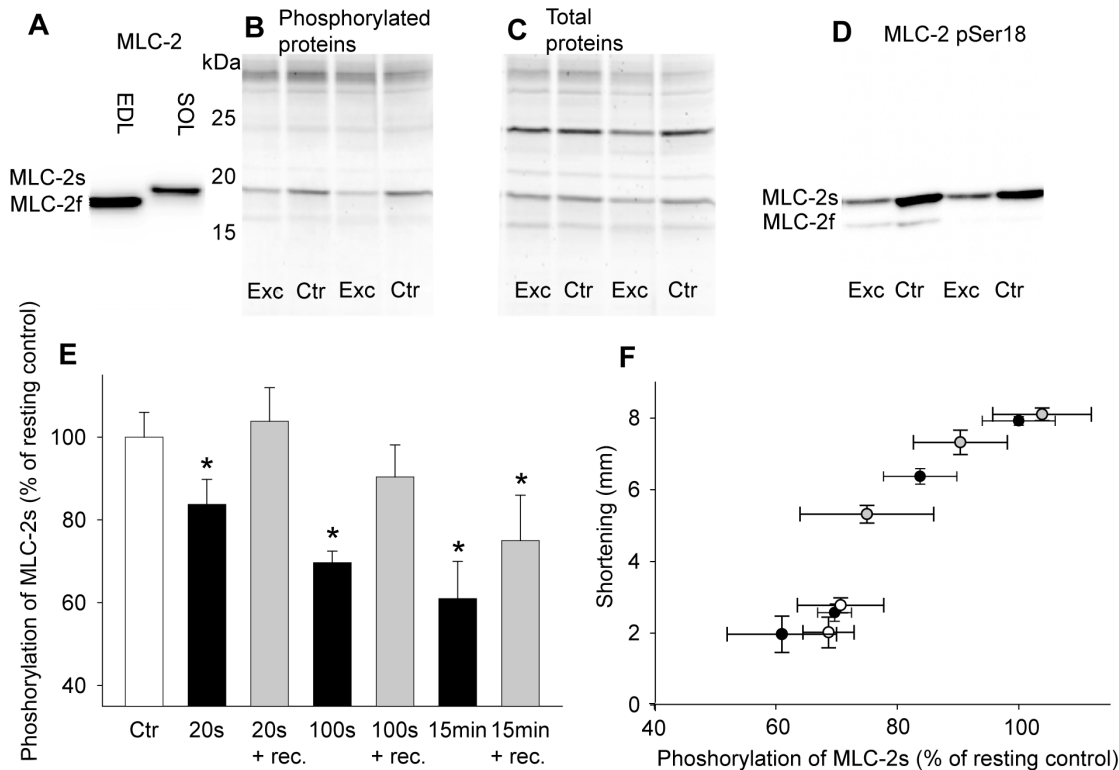 A
MLC-2
EDL
SOL
MLC-2s
MLC-2f
B Phosphorylated
proteins
kDa
25
20
15
Exc Ctr Exc Ctr
C Total
proteins
Exc Ctr Exc Ctr
D MLC-2 pSer18
MLC-2s
MLC-2f
Exc Ctr Exc Ctr
E
Phoshorylation of MLC-2s (% of resting control)
100
80
60
40
* * * *
Ctr 20s 20s 100s 100s 15min 15min
+ rec. + rec. + rec.
F
Shortening (mm)
8
6
4
2
0
40 60 80 100
Phoshorylation of MLC-2s (% of resting control)